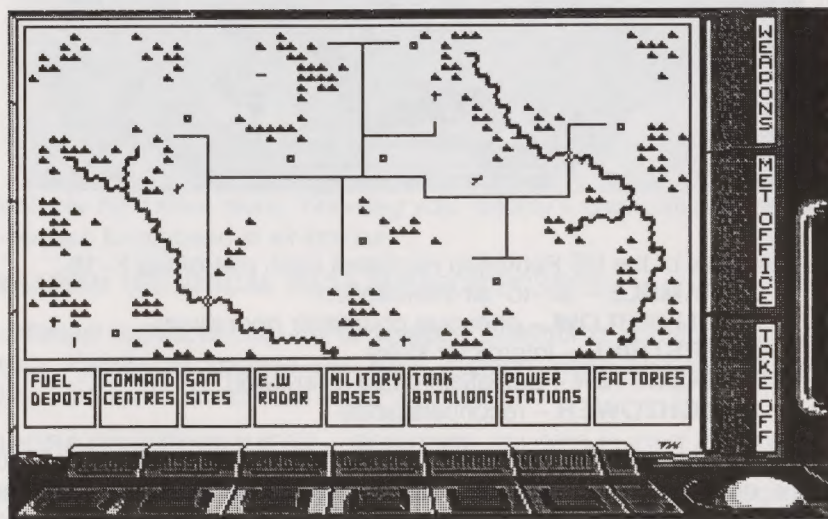 FUEL
DEPOTS
COMMAND
CENTRES
SAM
SITES
E.W
RADAR
MILITARY
BASES
TANK
BATALIONS
POWER
STATIONS
FACTORIES
WEAPONS
MET OFFICE
TAKE OFF